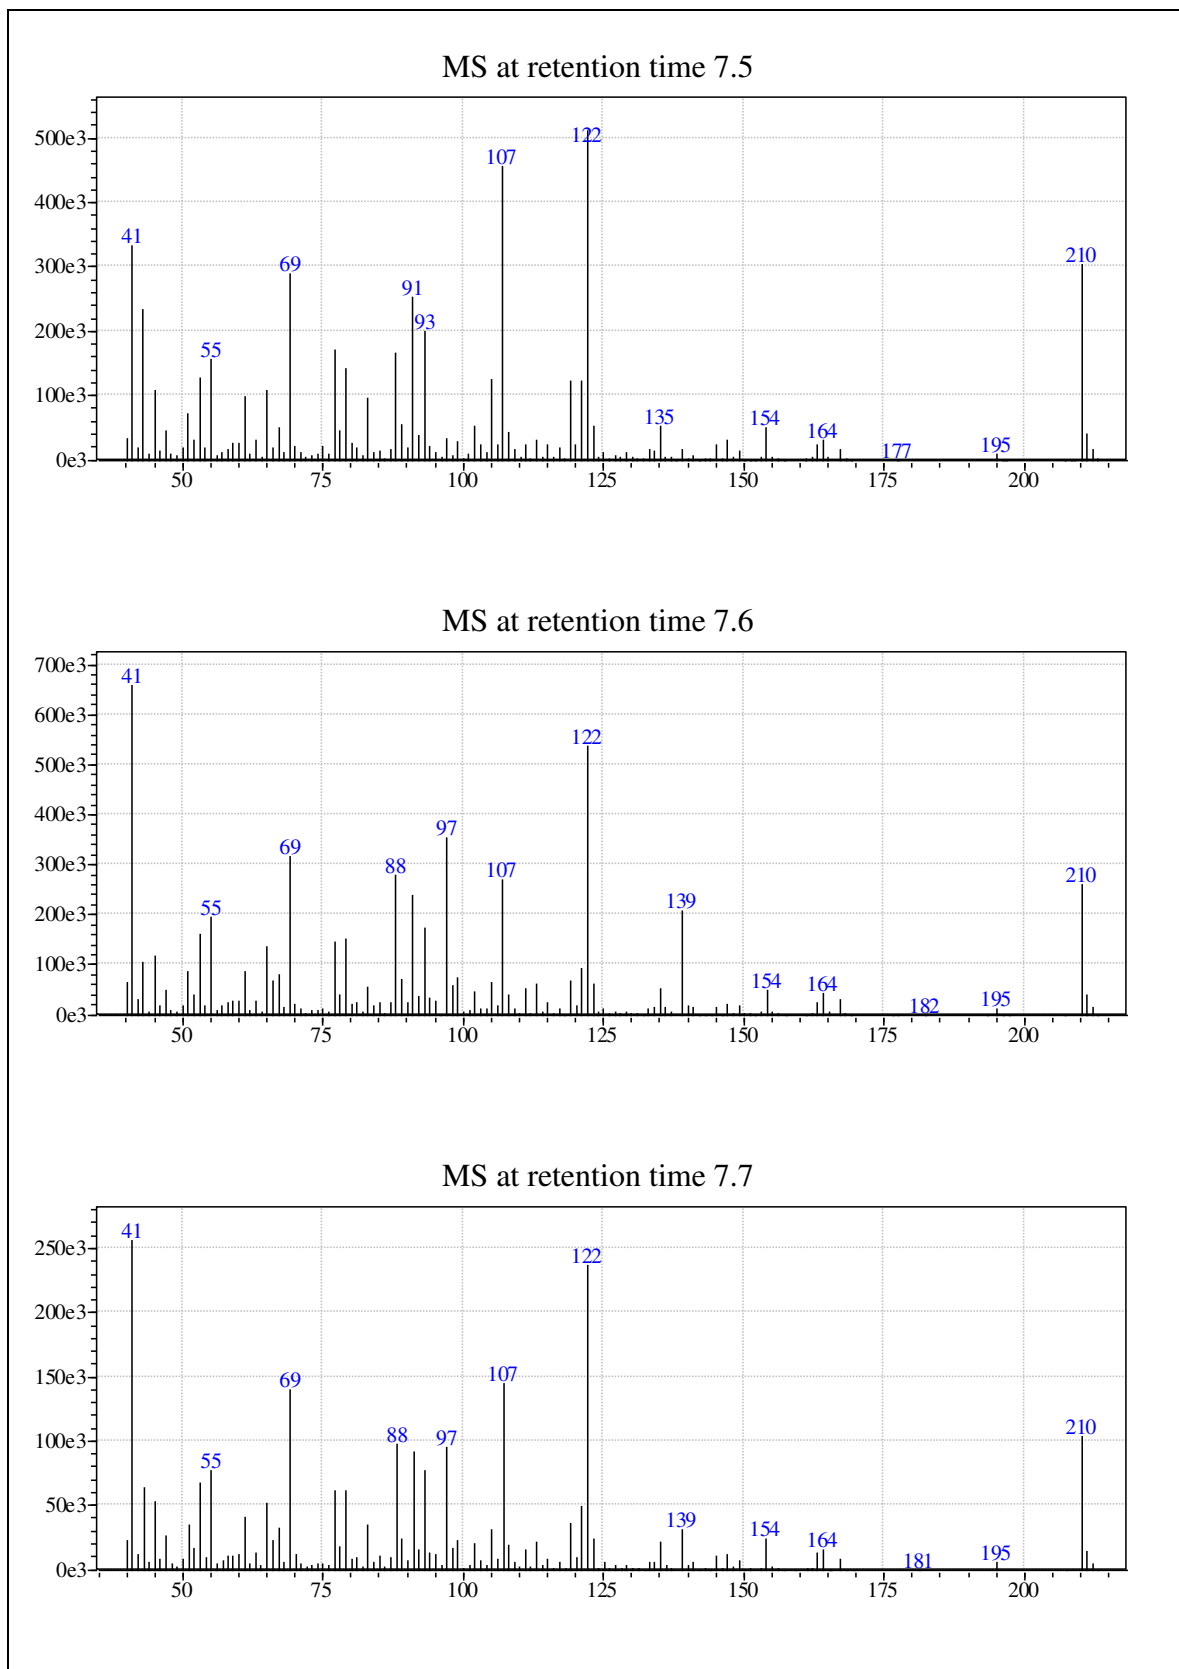 MS at retention time 7.5
500e3
122
107
400e3
41
300e3
69
210
91
93
200e3
55
100e3
135
154
164
177
195
0e3
50 75 100 125 150 175 200
MS at retention time 7.6
700e3
41
600e3
122
500e3
400e3
97
300e3
69
88
107
210
200e3
55
139
100e3
154
164
182
195
0e3
50 75 100 125 150 175 200
MS at retention time 7.7
41
250e3
122
200e3
150e3
69
107
100e3
88
97
210
55
50e3
139
154
164
181
195
0e3
50 75 100 125 150 175 200